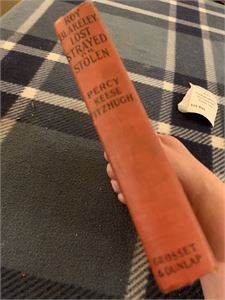 ROY
BLAKELEY
LOST
STRAYED
OR
STOLEN
PERCY
KEESE
FITZHUGH
GROSSET
& DUNLAP